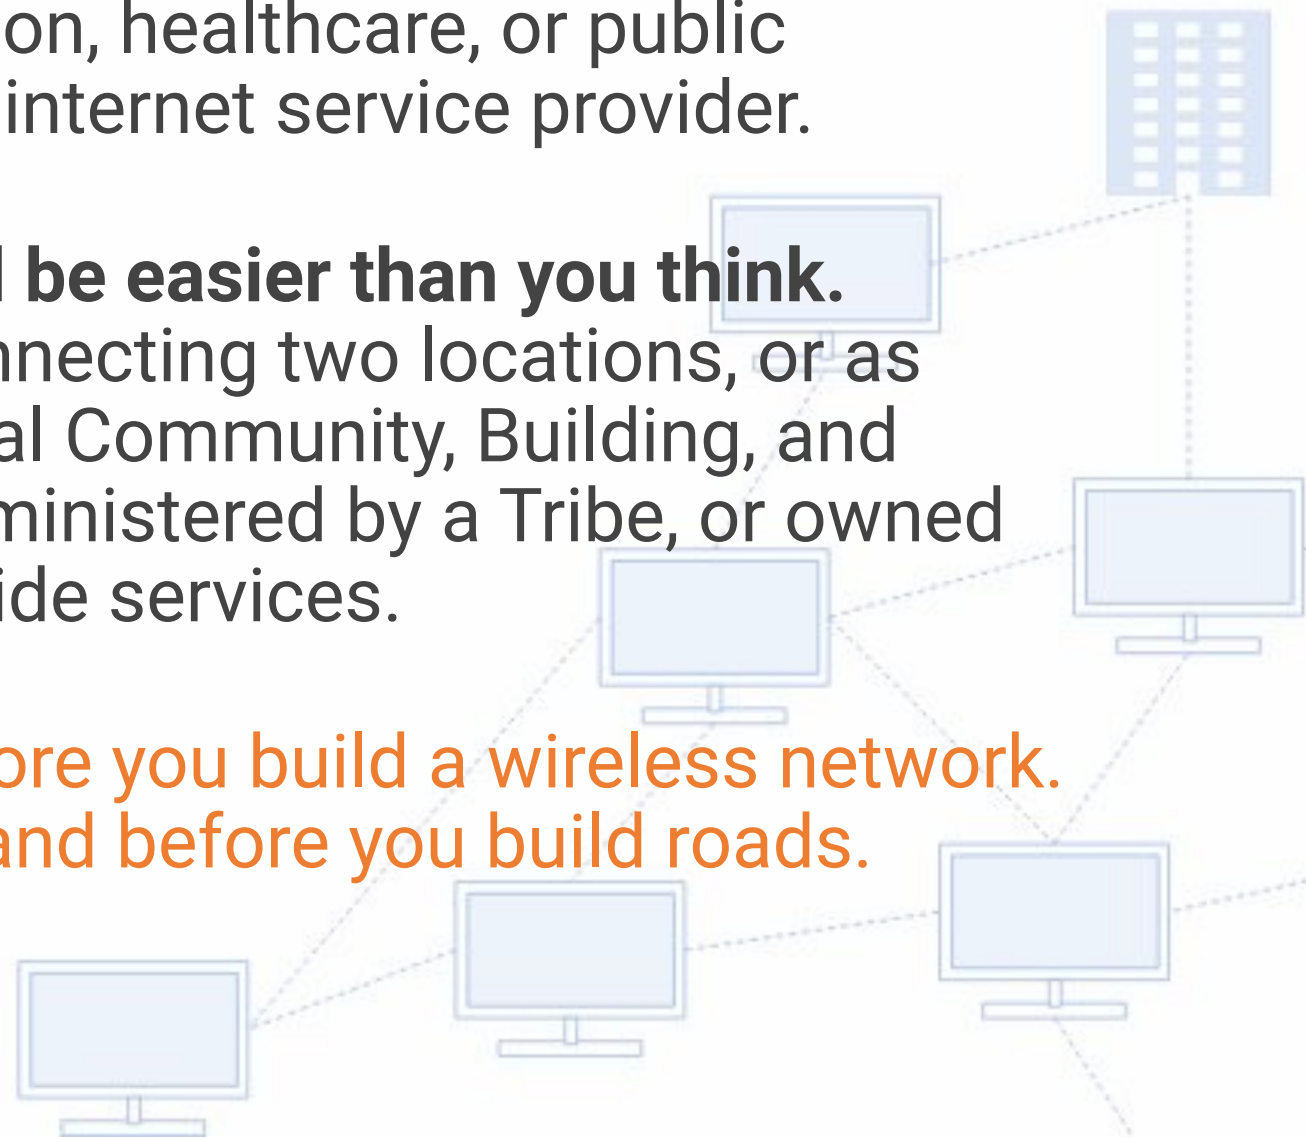 on, healthcare, or public
internet service provider.
be easier than you think.
nnecting two locations, or as
al Community, Building, and
ministered by a Tribe, or owned
ide services.
ore you build a wireless network.
and before you build roads.